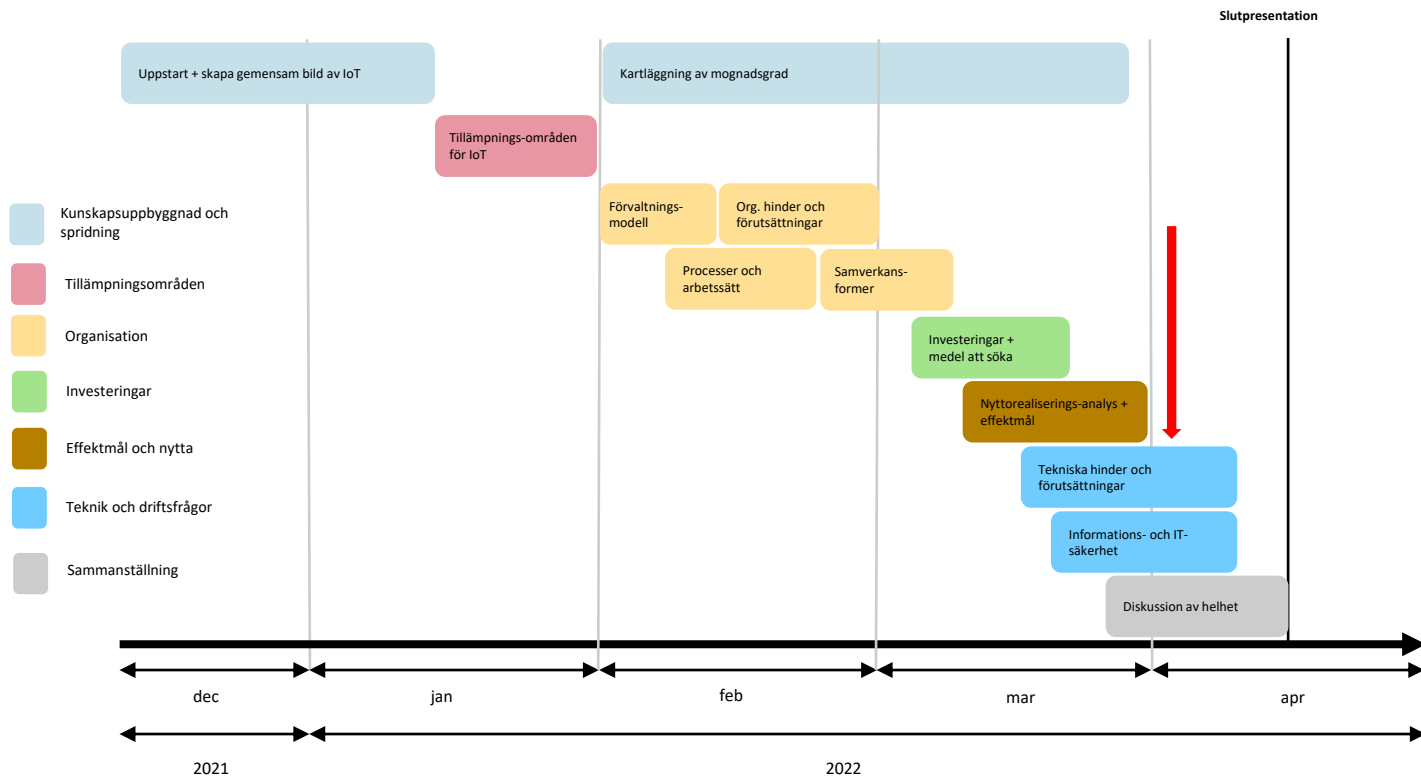 Slutpresentation
Uppstart + skapa gemensam bild av IoT
Kartläggning av mognadsgrad
Tillämpnings-områden
för IoT
Förvaltnings-
modell
Org. hinder och
förutsättningar
Processer och
arbetssätt
Samverkans-
former
Investeringar +
medel att söka
Nyttorealiserings-analys +
effektmål
Tekniska hinder och
förutsättningar
Informations- och IT-
säkerhet
Diskussion av helhet
Kunskapsuppbyggnad och
spridning
Tillämpningsområden
Organisation
Investeringar
Effektmål och nytta
Teknik och driftsfrågor
Sammanställning
dec
jan
feb
mar
apr
2021
2022